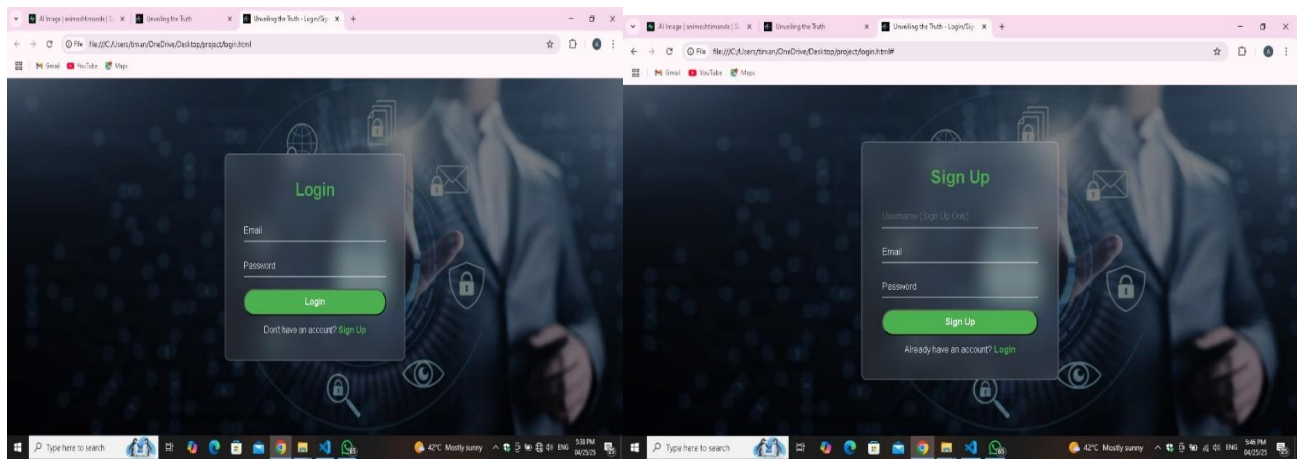 AI Image | animeshtimande | S
Unveiling the Truth
Unveiling the Truth - Login/Sig
File file:///C:/Users/timan/OneDrive/Desktop/project/login.html
Gmail YouTube Maps
Login
Email
Password
Login
Don't have an account? Sign Up
Type here to search
42°C Mostly sunny
ENG
5:38 PM
04/25/25
AI Image | animeshtimande | S
Unveiling the Truth
Unveiling the Truth - Login/Sig
File file:///C:/Users/timan/OneDrive/Desktop/project/login.html#
Gmail YouTube Maps
Sign Up
Username (Sign Up Only)
Email
Password
Sign Up
Already have an account? Login
Type here to search
42°C Mostly sunny
ENG
5:46 PM
04/25/25